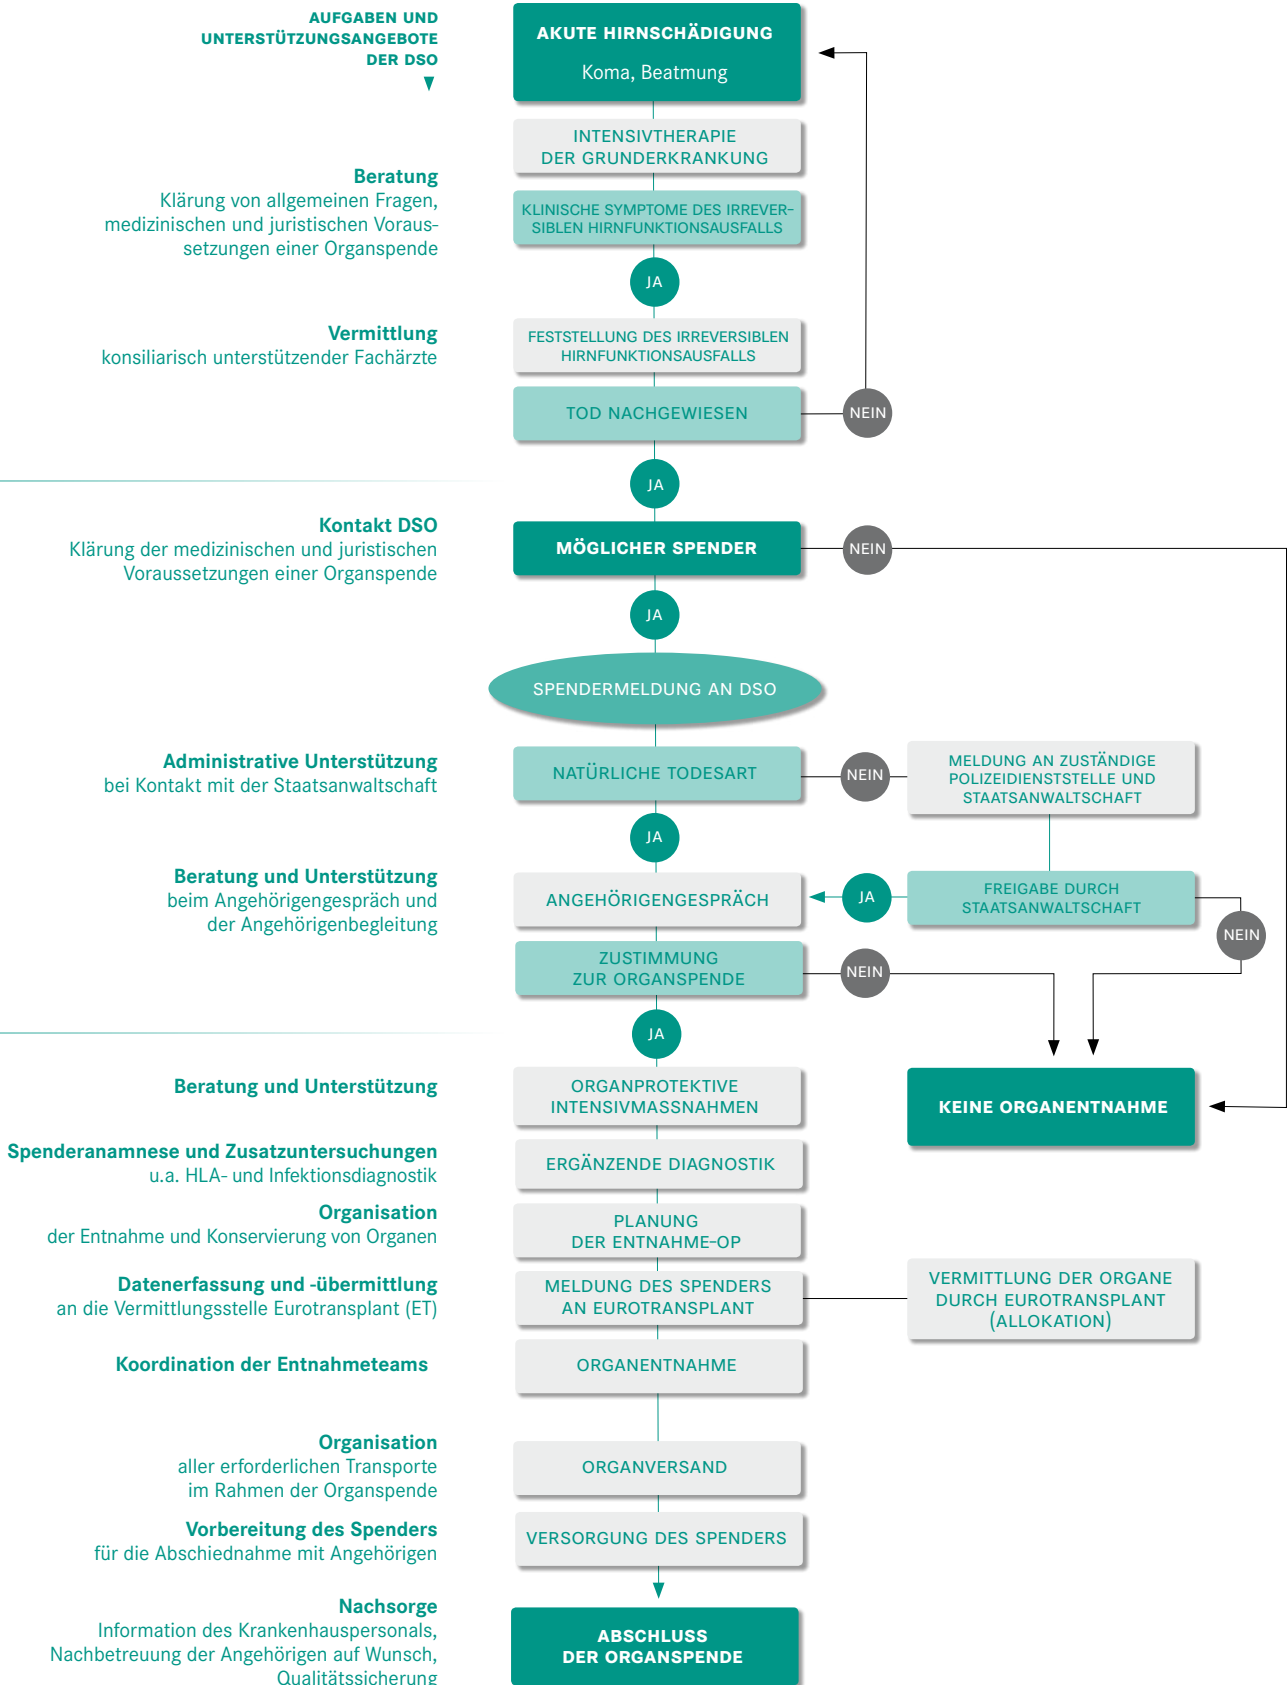 AUFGABEN UND
UNTERSTÜTZUNGSANGEBOTE
DER DSO
AKUTE HIRNSCHÄDIGUNG
Koma, Beatmung
INTENSIVTHERAPIE
DER GRUNDERKRANKUNG
Beratung
Klärung von allgemeinen Fragen,
medizinischen und juristischen Voraus-
setzungen einer Organspende
KLINISCHE SYMPTOME DES IRREVER-
SIBLEN HIRNFUNKTIONSAUSFALLS
JA
Vermittlung
konsiliarisch unterstützender Fachärzte
FESTSTELLUNG DES IRREVERSIBLEN
HIRNFUNKTIONSAUSFALLS
TOD NACHGEWIESEN
NEIN
JA
Kontakt DSO
Klärung der medizinischen und juristischen
Voraussetzungen einer Organspende
MÖGLICHER SPENDER
NEIN
JA
SPENDERMELDUNG AN DSO
Administrative Unterstützung
bei Kontakt mit der Staatsanwaltschaft
NATÜRLICHE TODESART
NEIN
MELDUNG AN ZUSTÄNDIGE
POLIZEIDIENSTSTELLE UND
STAATSANWALTSCHAFT
JA
Beratung und Unterstützung
beim Angehörigengespräch und
der Angehörigenbegleitung
ANGEHÖRIGENGESPRÄCH
JA
FREIGABE DURCH
STAATSANWALTSCHAFT
NEIN
ZUSTIMMUNG
ZUR ORGANSPENDE
NEIN
JA
Beratung und Unterstützung
ORGANPROTEKTIVE
INTENSIVMASSNAHMEN
KEINE ORGANENTNAHME
Spenderanamnese und Zusatzuntersuchungen
u.a. HLA- und Infektionsdiagnostik
ERGÄNZENDE DIAGNOSTIK
Organisation
der Entnahme und Konservierung von Organen
PLANUNG
DER ENTNAHME-OP
Datenerfassung und -übermittlung
an die Vermittlungsstelle Eurotransplant (ET)
MELDUNG DES SPENDERS
AN EUROTRANSPLANT
VERMITTLUNG DER ORGANE
DURCH EUROTRANSPLANT
(ALLOKATION)
Koordination der Entnahmeteams
ORGANENTNAHME
Organisation
aller erforderlichen Transporte
im Rahmen der Organspende
ORGANVERSAND
Vorbereitung des Spenders
für die Abschiednahme mit Angehörigen
VERSORGUNG DES SPENDERS
Nachsorge
Information des Krankenhauspersonals,
Nachbetreuung der Angehörigen auf Wunsch,
Qualitätssicherung
ABSCHLUSS
DER ORGANSPENDE